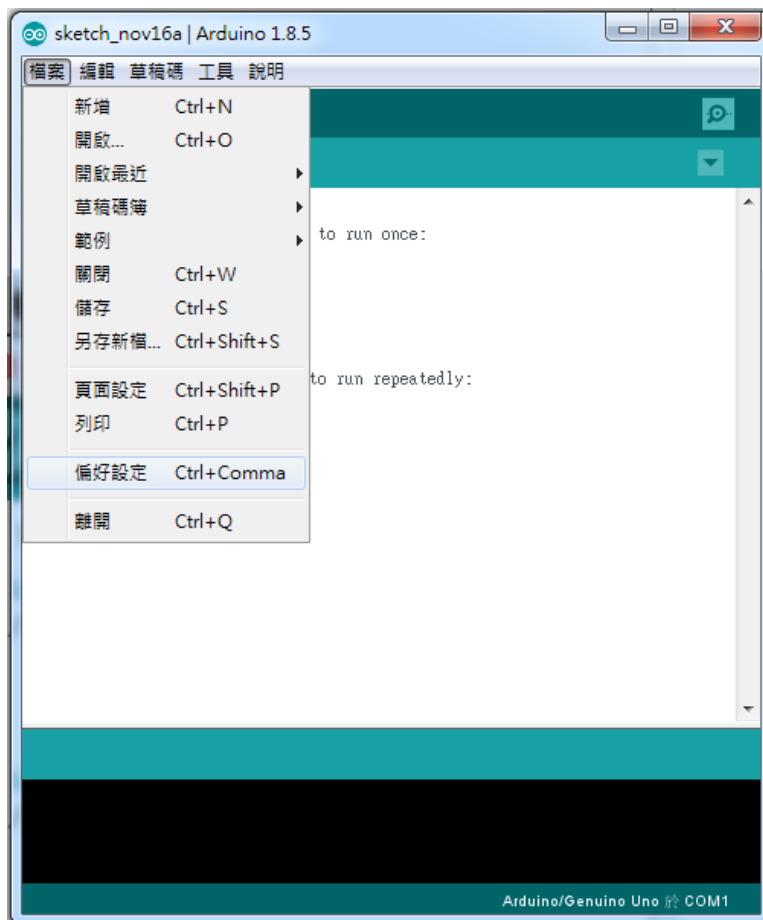 sketch_nov16a | Arduino 1.8.5
檔案 編輯 草稿碼 工具 說明
新增 Ctrl+N
開啟... Ctrl+O
開啟最近
草稿碼簿
範例
to run once:
關閉 Ctrl+W
儲存 Ctrl+S
另存新檔... Ctrl+Shift+S
頁面設定 Ctrl+Shift+P
to run repeatedly:
列印 Ctrl+P
偏好設定 Ctrl+Comma
離開 Ctrl+Q
Arduino/Genuino Uno 於 COM1